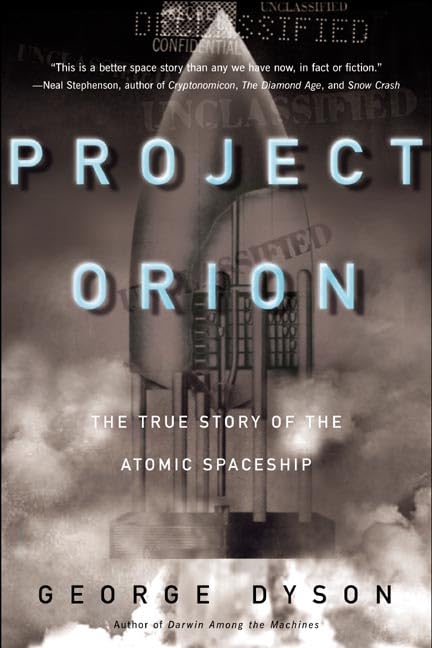 UNCLASSIFIED
DECLASSIFIED
CONFIDENTIAL
"This is a better space story than any we have now, in fact or fiction."
—Neal Stephenson, author of Cryptonomicon, The Diamond Age, and Snow Crash
UNCLASSIFIED
PROJECT
ORION
UNCLASSIFIED
THE TRUE STORY OF THE
ATOMIC SPACESHIP
GEORGE DYSON
Author of Darwin Among the Machines